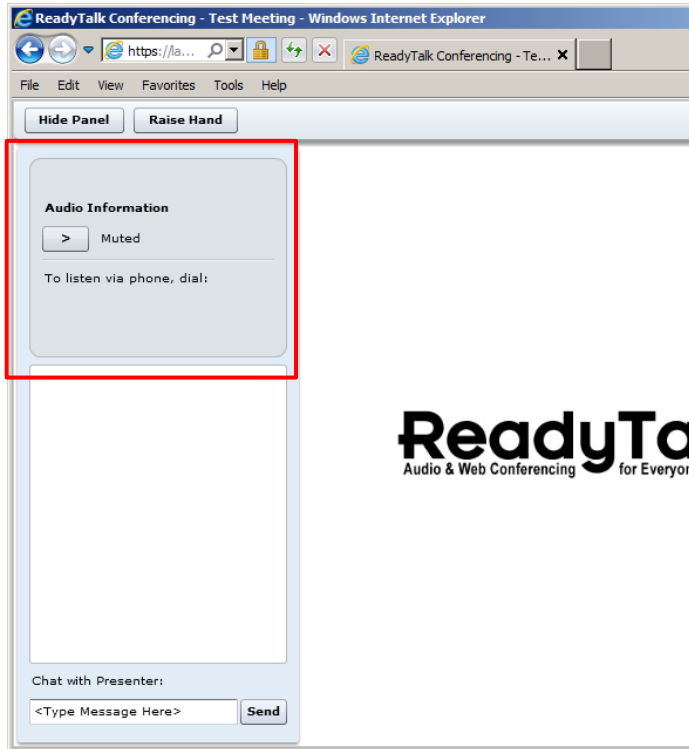 ReadyTalk Conferencing - Test Meeting - Windows Internet Explorer
https://la...
ReadyTalk Conferencing - Te...
File Edit View Favorites Tools Help
Hide Panel Raise Hand
Audio Information
> Muted
To listen via phone, dial:
ReadyTa
Audio & Web Conferencing for Everyon
Chat with Presenter:
<Type Message Here> Send